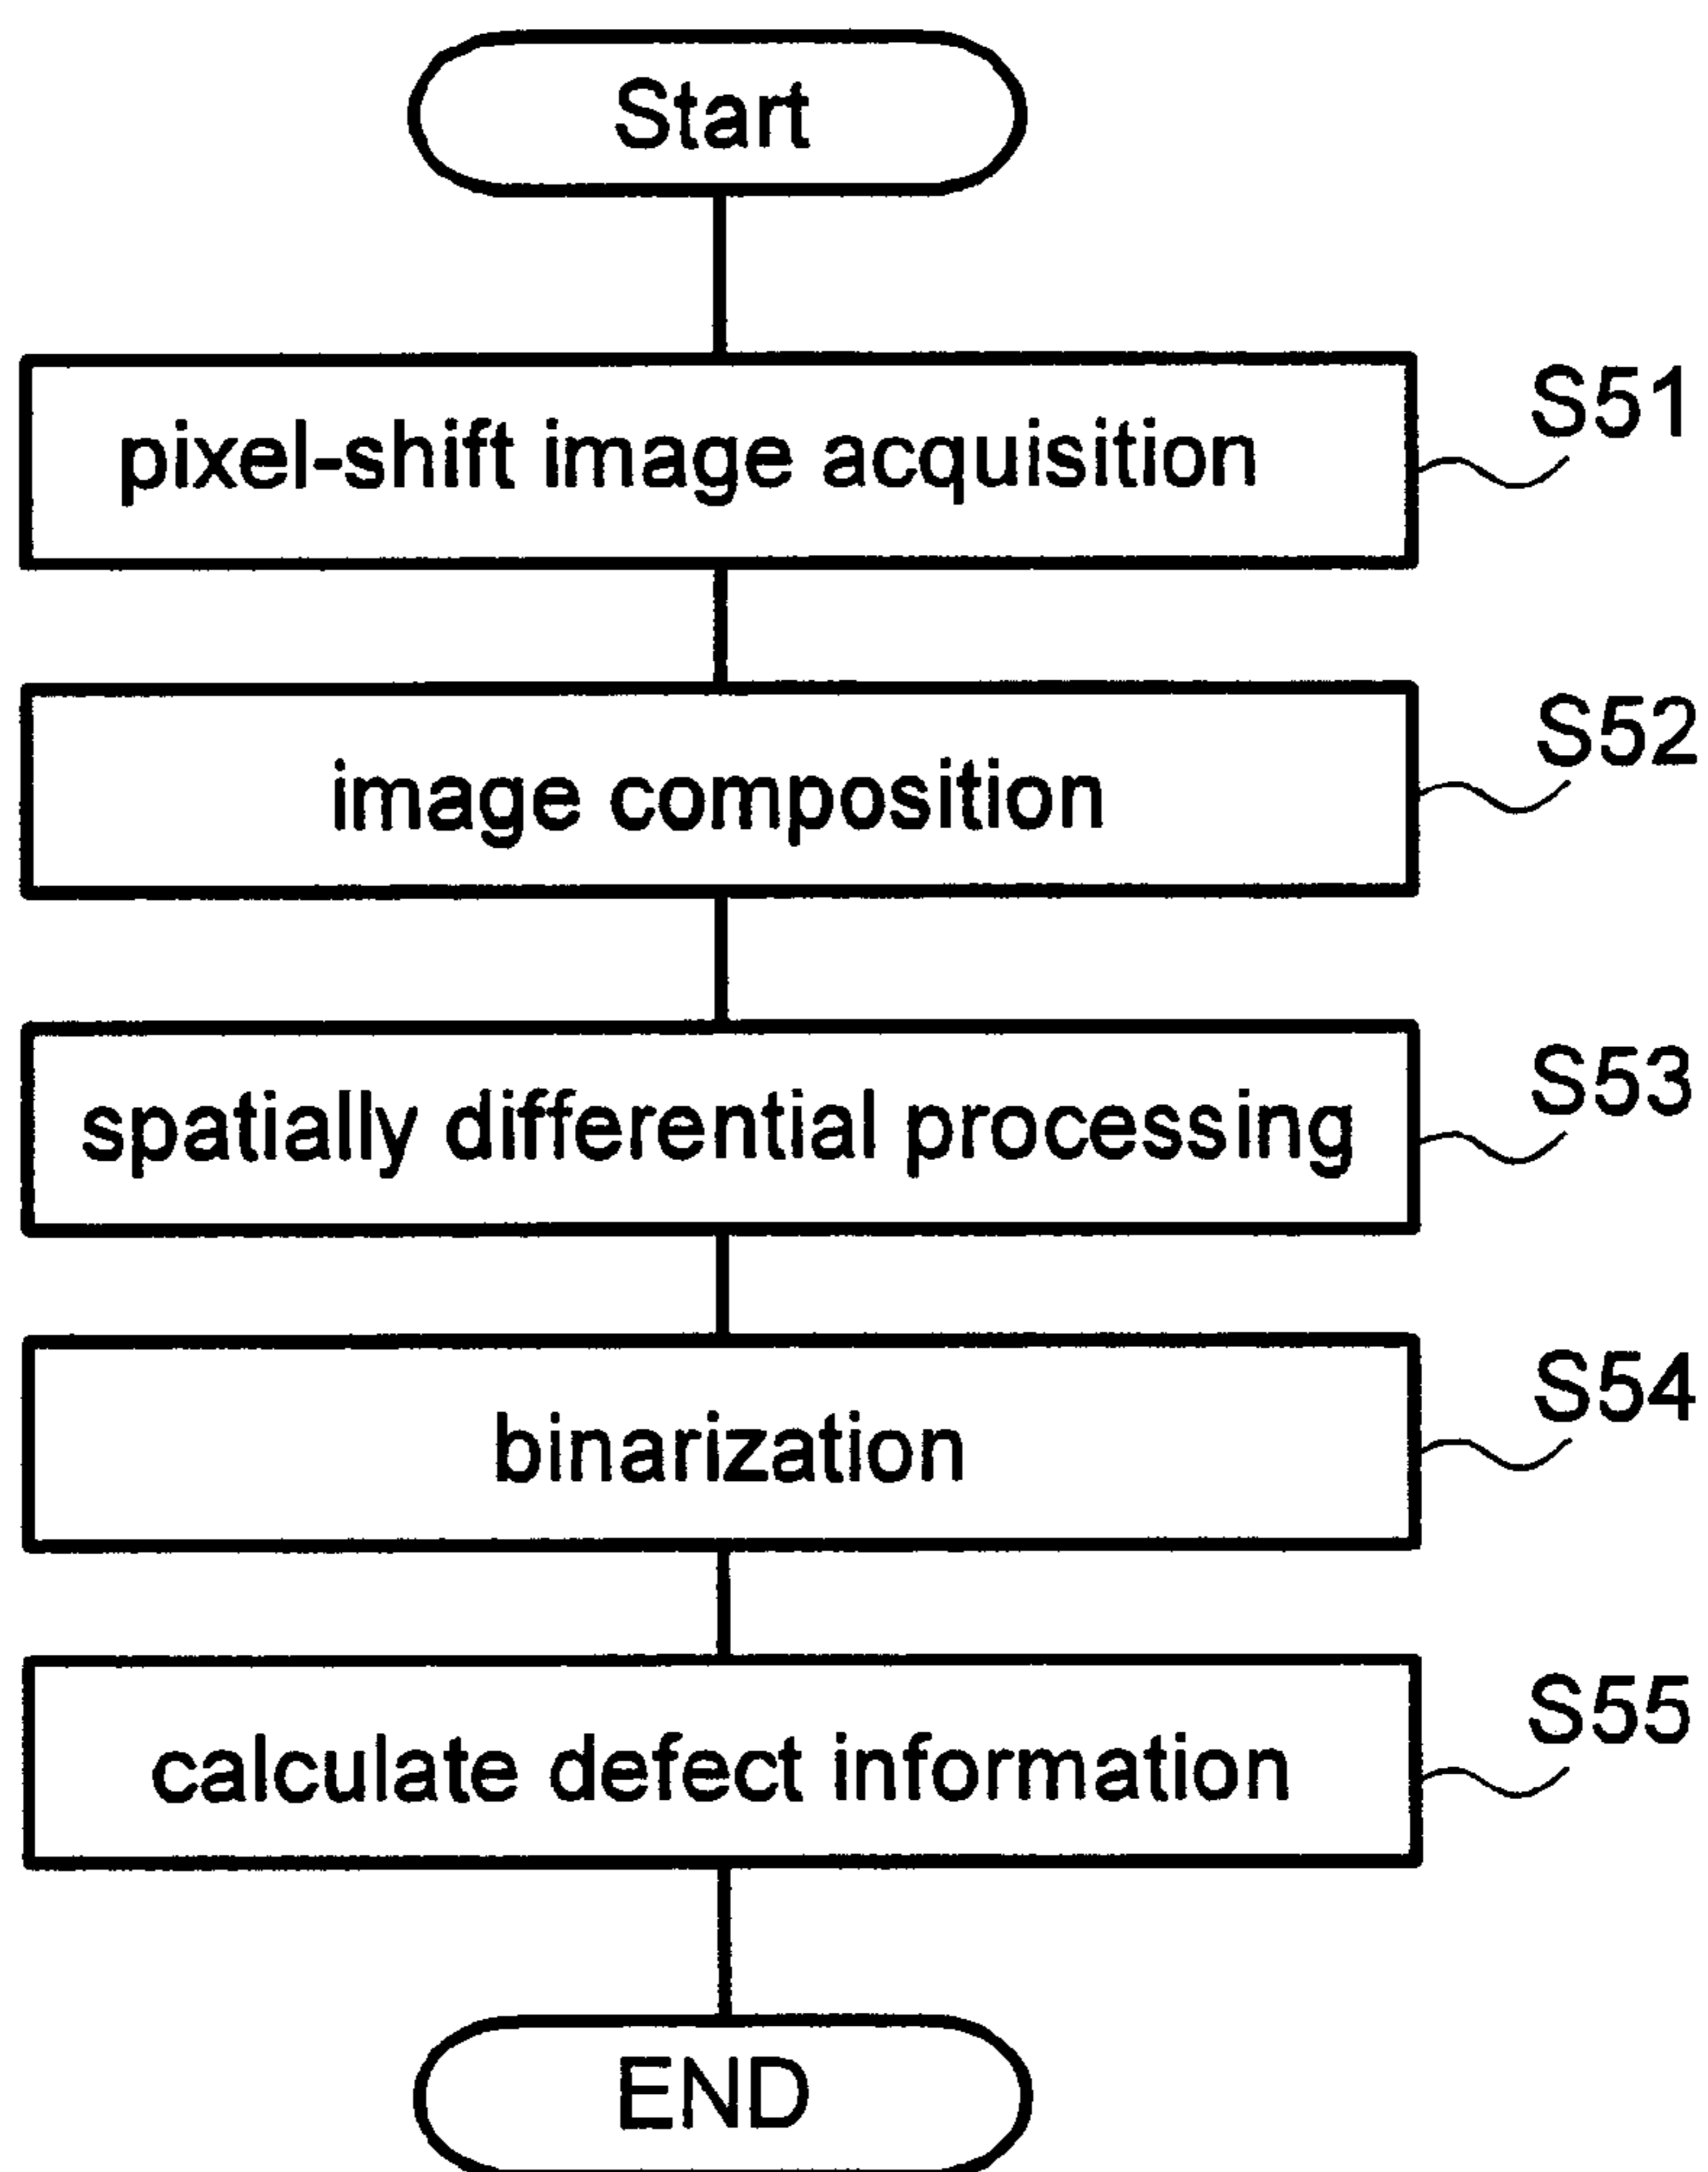 Start
pixel-shift image acquisition
S51
image composition
S52
spatially differential processing
S53
binarization
S54
calculate defect information
S55
END